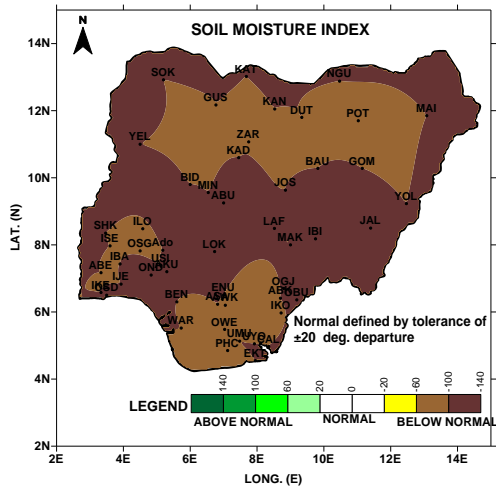 SOIL MOISTURE INDEX
N
14N
12N
10N
8N
6N
4N
2N
LAT. (N)
SOK
KAT
NGU
GUS
KAN
DUT
POT
MAI
YEL
ZAR
KAD
BAU
GOM
BID
MIN
ABU
JOS
YOL
SHK
ILO
LAF
JAL
ISE
OSG
Ado
LOK
MAK
IBI
IBA
USI
ABE
OND
AKU
IKE
IJE
ENU
OGJ
BEN
AWK
IKO
WAR
OWE
UMU
UYO
CAL
PHC
EKT
Normal defined by tolerance of
±20 deg. departure
140
100
60
20
0
-20
-60
-100
-140
LEGEND
ABOVE NORMAL
NORMAL
BELOW NORMAL
2E
4E
6E
8E
10E
12E
14E
LONG. (E)